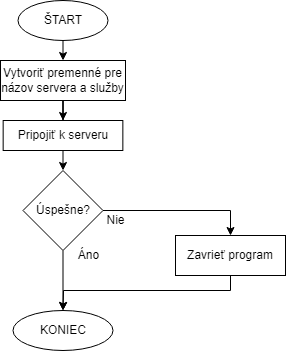 ŠTART
Vytvoriť premenné pre
názov servera a služby
Pripojiť k serveru
Úspešne?
Nie
Áno
Zavrieť program
KONIEC